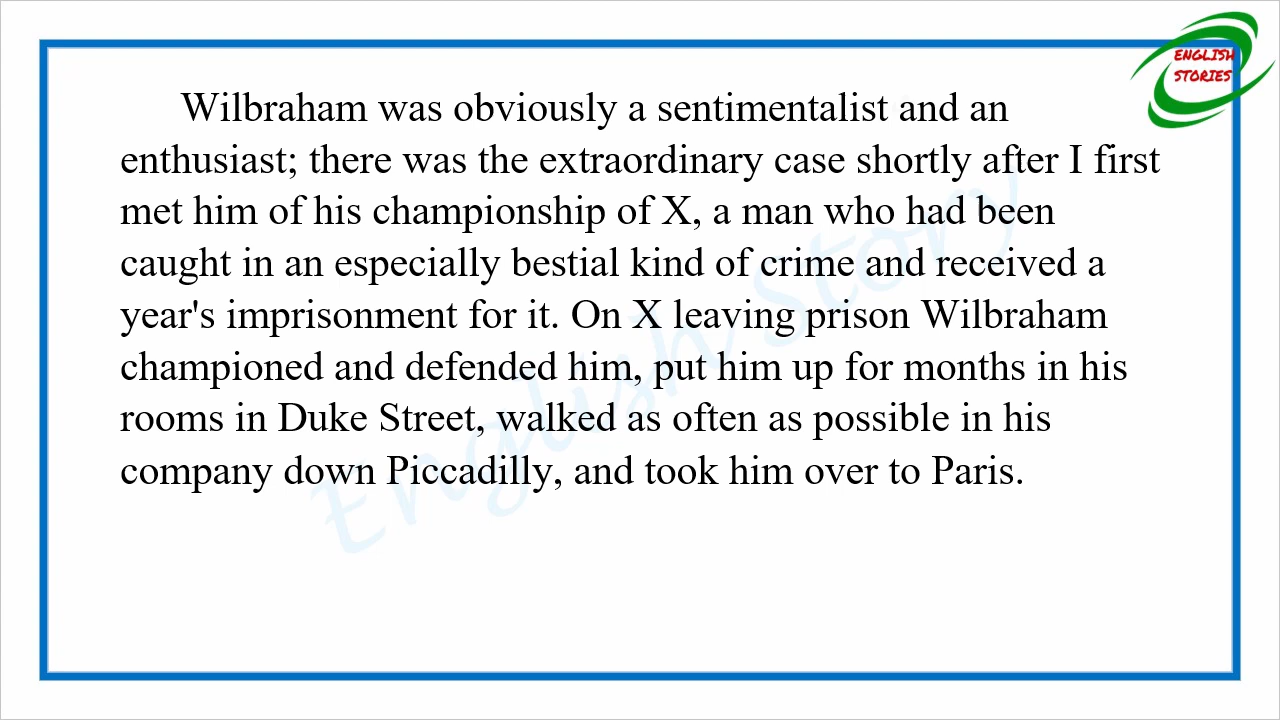 ENGLISH
STORIES
Wilbraham was obviously a sentimentalist and an
enthusiast; there was the extraordinary case shortly after I first
met him of his championship of X, a man who had been
caught in an especially bestial kind of crime and received a
year's imprisonment for it. On X leaving prison Wilbraham
championed and defended him, put him up for months in his
rooms in Duke Street, walked as often as possible in his
company down Piccadilly, and took him over to Paris.
English Story